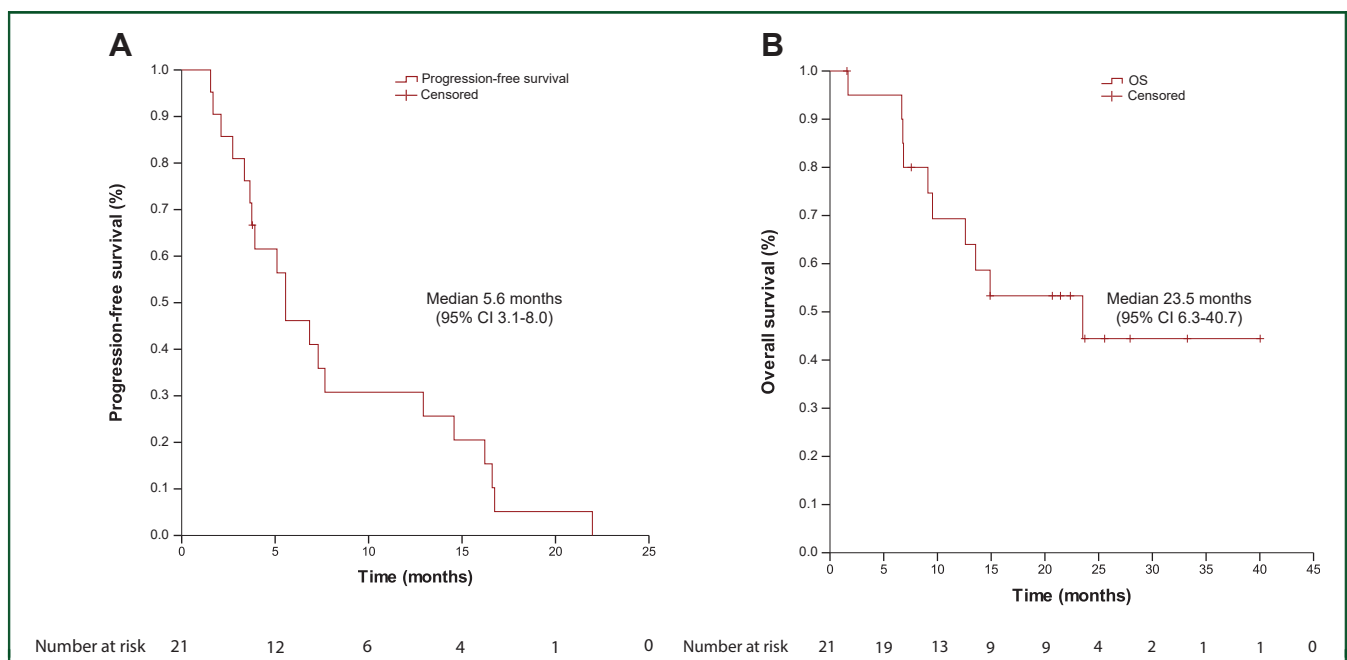 A
Progression-free survival
Censored
Progression-free survival (%)
1.0
0.9
0.8
0.7
0.6
0.5
0.4
0.3
0.2
0.1
0.0
Median 5.6 months
(95% CI 3.1-8.0)
0 5 10 15 20 25
Time (months)
Number at risk 21 12 6 4 1 0
B
OS
Censored
Overall survival (%)
1.0
0.9
0.8
0.7
0.6
0.5
0.4
0.3
0.2
0.1
0.0
Median 23.5 months
(95% CI 6.3-40.7)
0 5 10 15 20 25 30 35 40 45
Time (months)
Number at risk 21 19 13 9 9 4 2 1 1 0